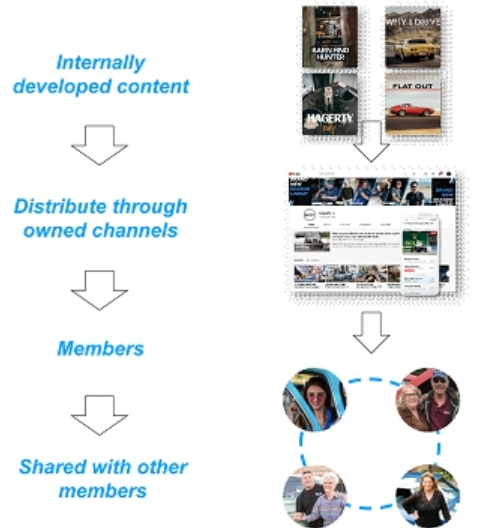 Internally
developed content
BARN FIND
HUNTER
WHY I DRIVE
HAGERTY
FLAT OUT
Distribute through
owned channels
Members
Shared with other
members